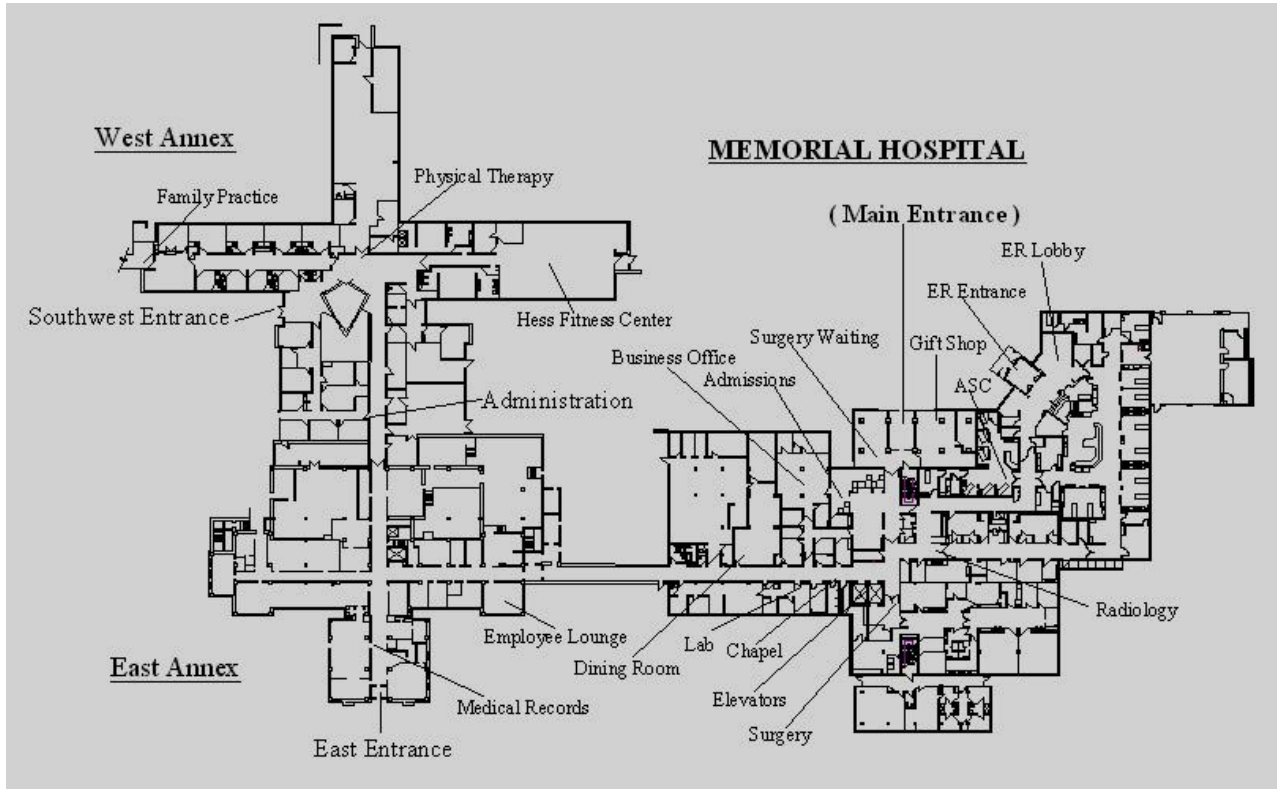 West Annex
MEMORIAL HOSPITAL
Physical Therapy
Family Practice
( Main Entrance )
ER Lobby
ER Entrance
Southwest Entrance
Hess Fitness Center
Surgery Waiting
Gift Shop
Business Office
Admissions
ASC
Administration
Employee Lounge
Lab
Chapel
Radiology
Dining Room
East Annex
Medical Records
Elevators
Surgery
East Entrance